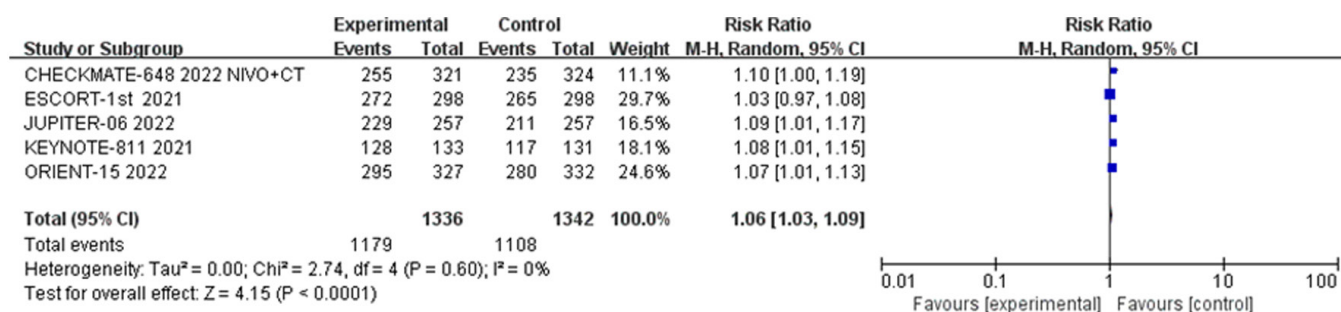 Experimental Control Risk Ratio Risk Ratio
Study or Subgroup Events Total Events Total Weight M-H, Random, 95% CI M-H, Random, 95% CI
CHECKMATE-648 2022 NIVO+CT 255 321 235 324 11.1% 1.10 [1.00, 1.19]
ESCORT-1st 2021 272 298 265 298 29.7% 1.03 [0.97, 1.08]
JUPITER-06 2022 229 257 211 257 16.5% 1.09 [1.01, 1.17]
KEYNOTE-811 2021 128 133 117 131 18.1% 1.08 [1.01, 1.15]
ORIENT-15 2022 295 327 280 332 24.6% 1.07 [1.01, 1.13]
Total (95% CI) 1336 1342 100.0% 1.06 [1.03, 1.09]
Total events 1179 1108
Heterogeneity: Tau² = 0.00; Chi² = 2.74, df = 4 (P = 0.60); I² = 0%
Test for overall effect: Z = 4.15 (P < 0.0001)
0.01 0.1 1 10 100
Favours [experimental] Favours [control]